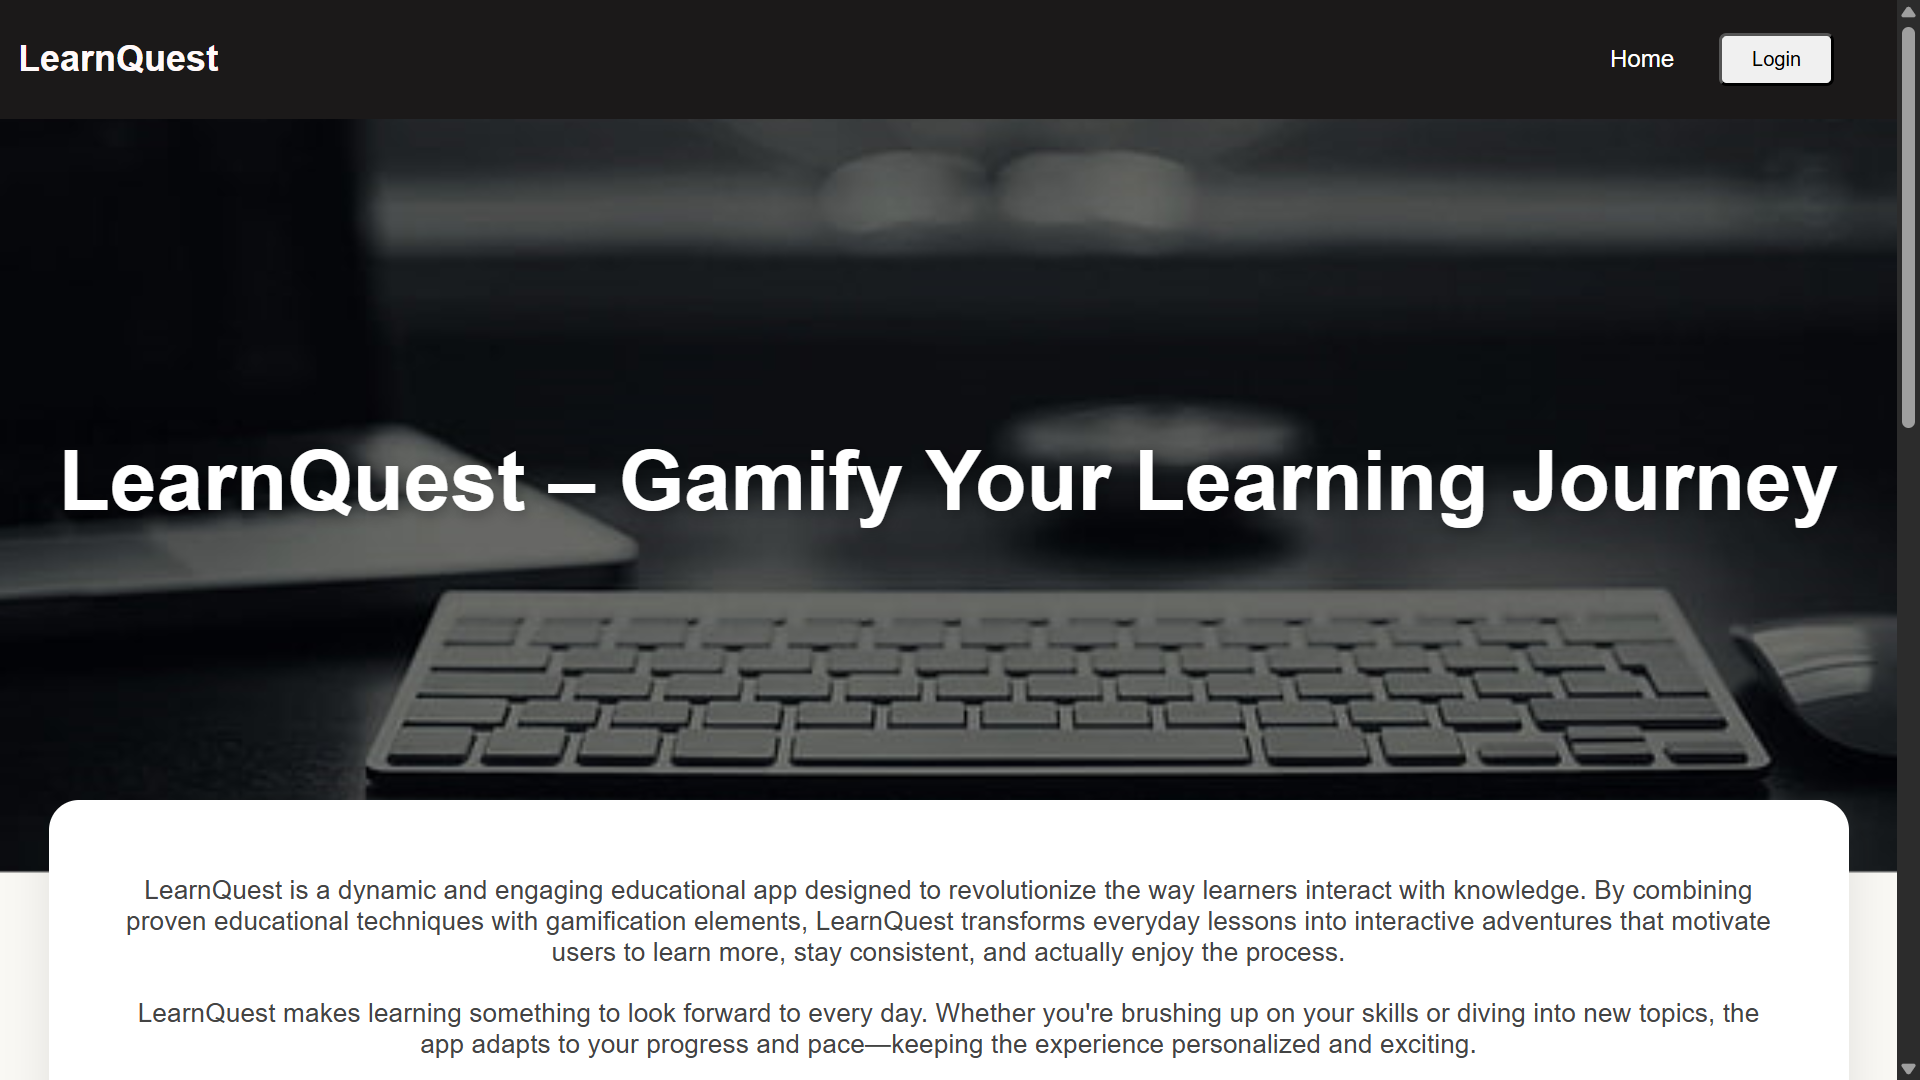 LearnQuest
Home
Login
LearnQuest – Gamify Your Learning Journey
LearnQuest is a dynamic and engaging educational app designed to revolutionize the way learners interact with knowledge. By combining
proven educational techniques with gamification elements, LearnQuest transforms everyday lessons into interactive adventures that motivate
users to learn more, stay consistent, and actually enjoy the process.
LearnQuest makes learning something to look forward to every day. Whether you're brushing up on your skills or diving into new topics, the
app adapts to your progress and pace—keeping the experience personalized and exciting.